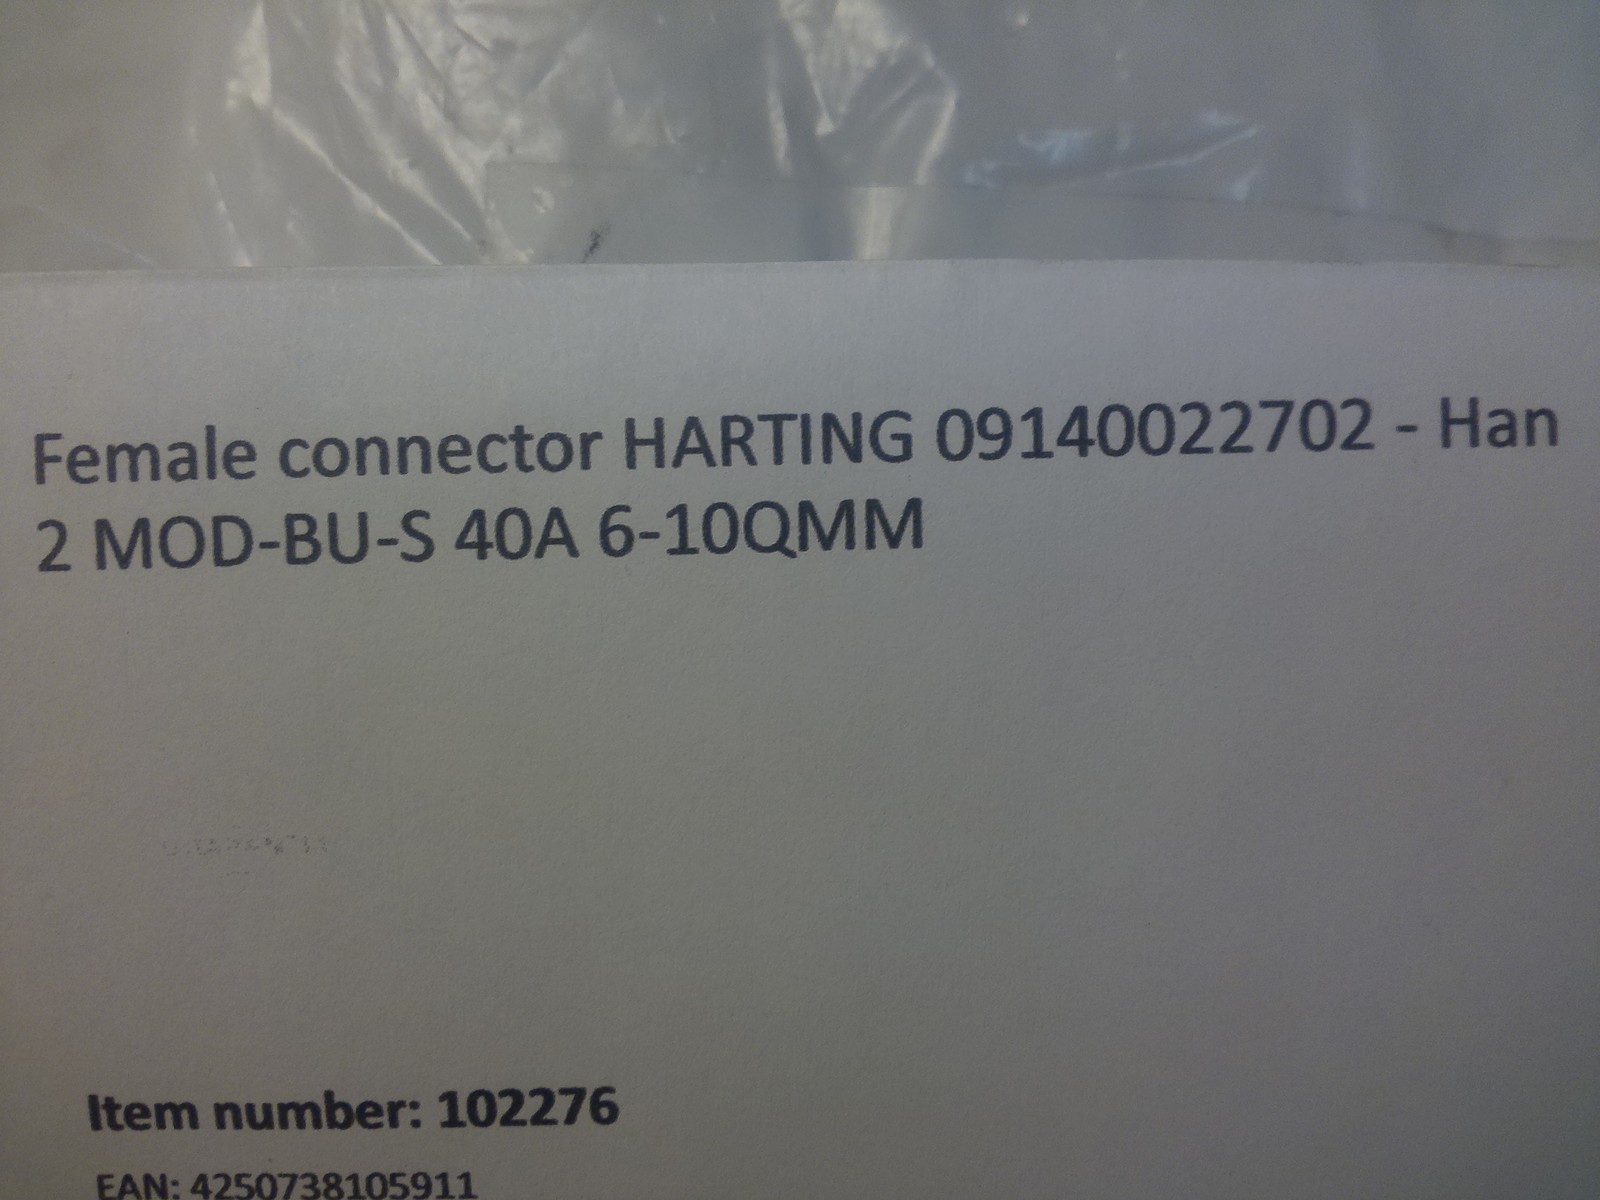 Female connector HARTING 09140022702 - Han
2 MOD-BU-S 40A 6-10QMM
Item number: 102276
EAN: 4250738105911